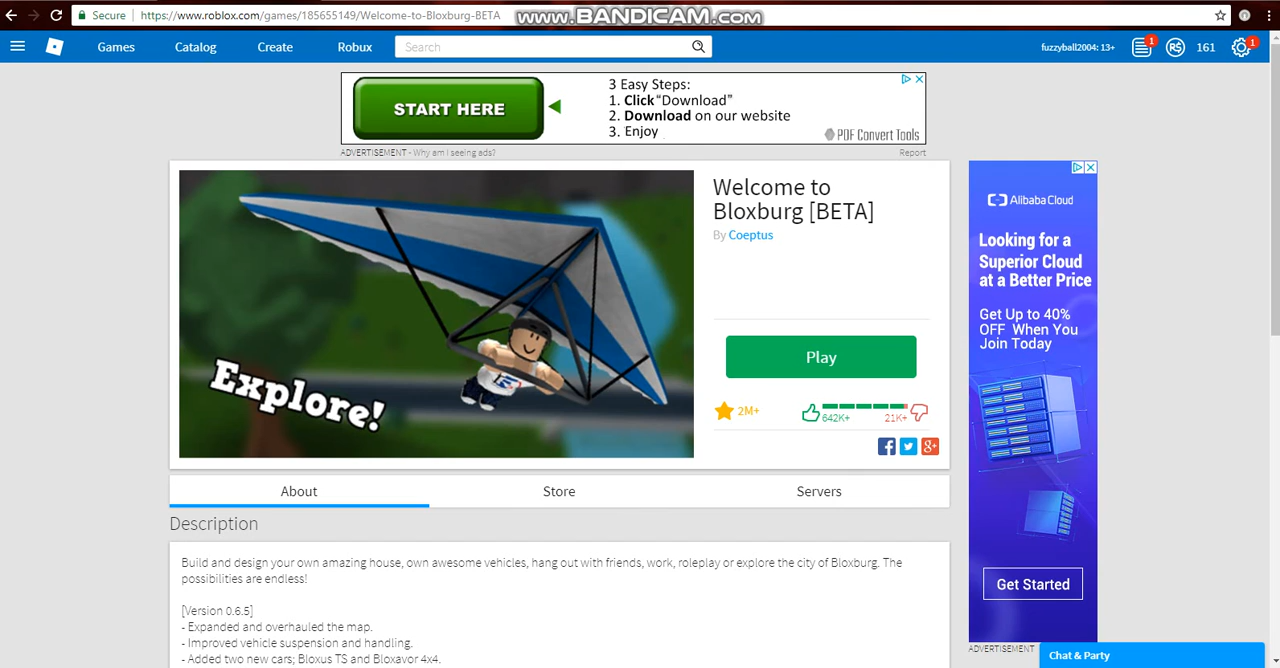 Secure
https://www.roblox.com/games/185655149/Welcome-to-Bloxburg-BETA
www.BANDICAM.com
Games
Catalog
Create
Robux
Search
fuzzyball2004: 13+
1
R$
161
1
START HERE
3 Easy Steps:
1. Click "Download"
2. Download on our website
3. Enjoy
PDF Convert Tools
ADVERTISEMENT - Why am I seeing ads?
Report
Explore!
Welcome to
Bloxburg [BETA]
By Coeptus
Play
2M+
642K+
21K+
Alibaba Cloud
Looking for a
Superior Cloud
at a Better Price
Get Up to 40%
OFF When You
Join Today
Get Started
ADVERTISEMENT
About
Store
Servers
Description
Build and design your own amazing house, own awesome vehicles, hang out with friends, work, roleplay or explore the city of Bloxburg. The
possibilities are endless!
[Version 0.6.5]
- Expanded and overhauled the map.
- Improved vehicle suspension and handling.
- Added two new cars; Bloxus TS and Bloxavor 4x4.
Chat & Party